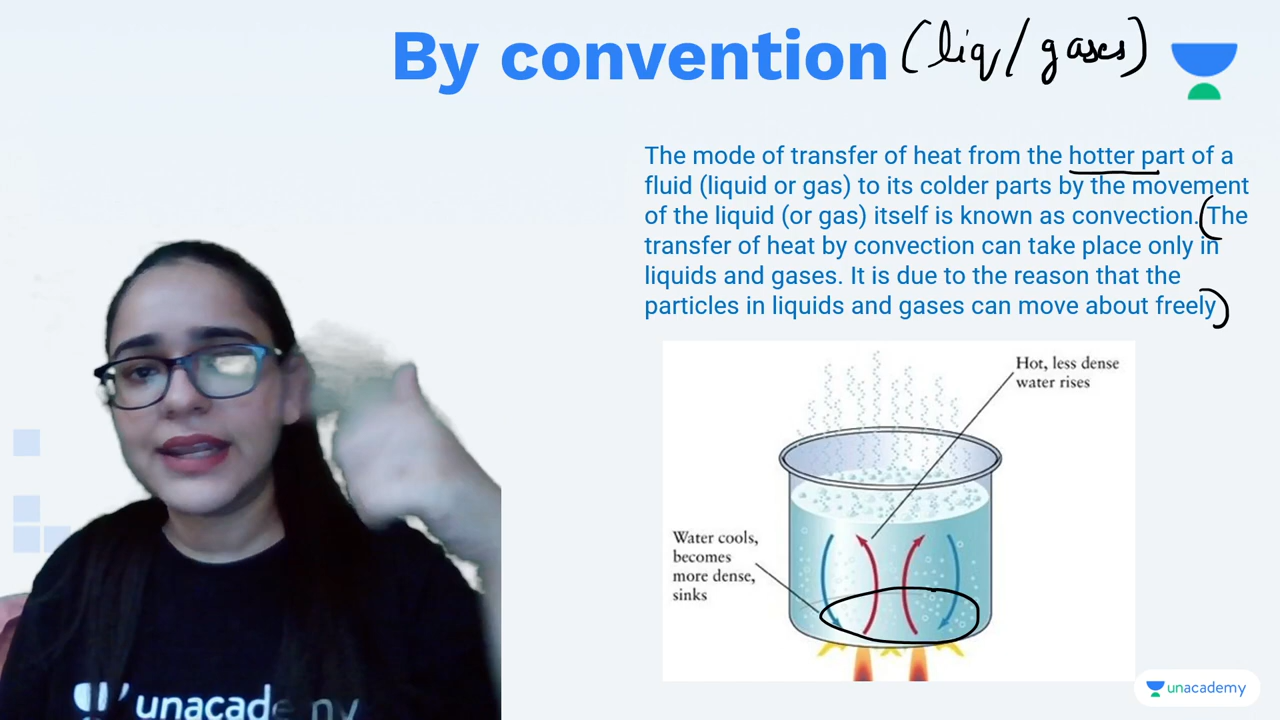 By convention (liq/gases)
The mode of transfer of heat from the hotter part of a
fluid (liquid or gas) to its colder parts by the movement
of the liquid (or gas) itself is known as convection. (The
transfer of heat by convection can take place only in
liquids and gases. It is due to the reason that the
particles in liquids and gases can move about freely)
Hot, less dense
water rises
Water cools,
becomes
more dense,
sinks
unacademy
unacademy